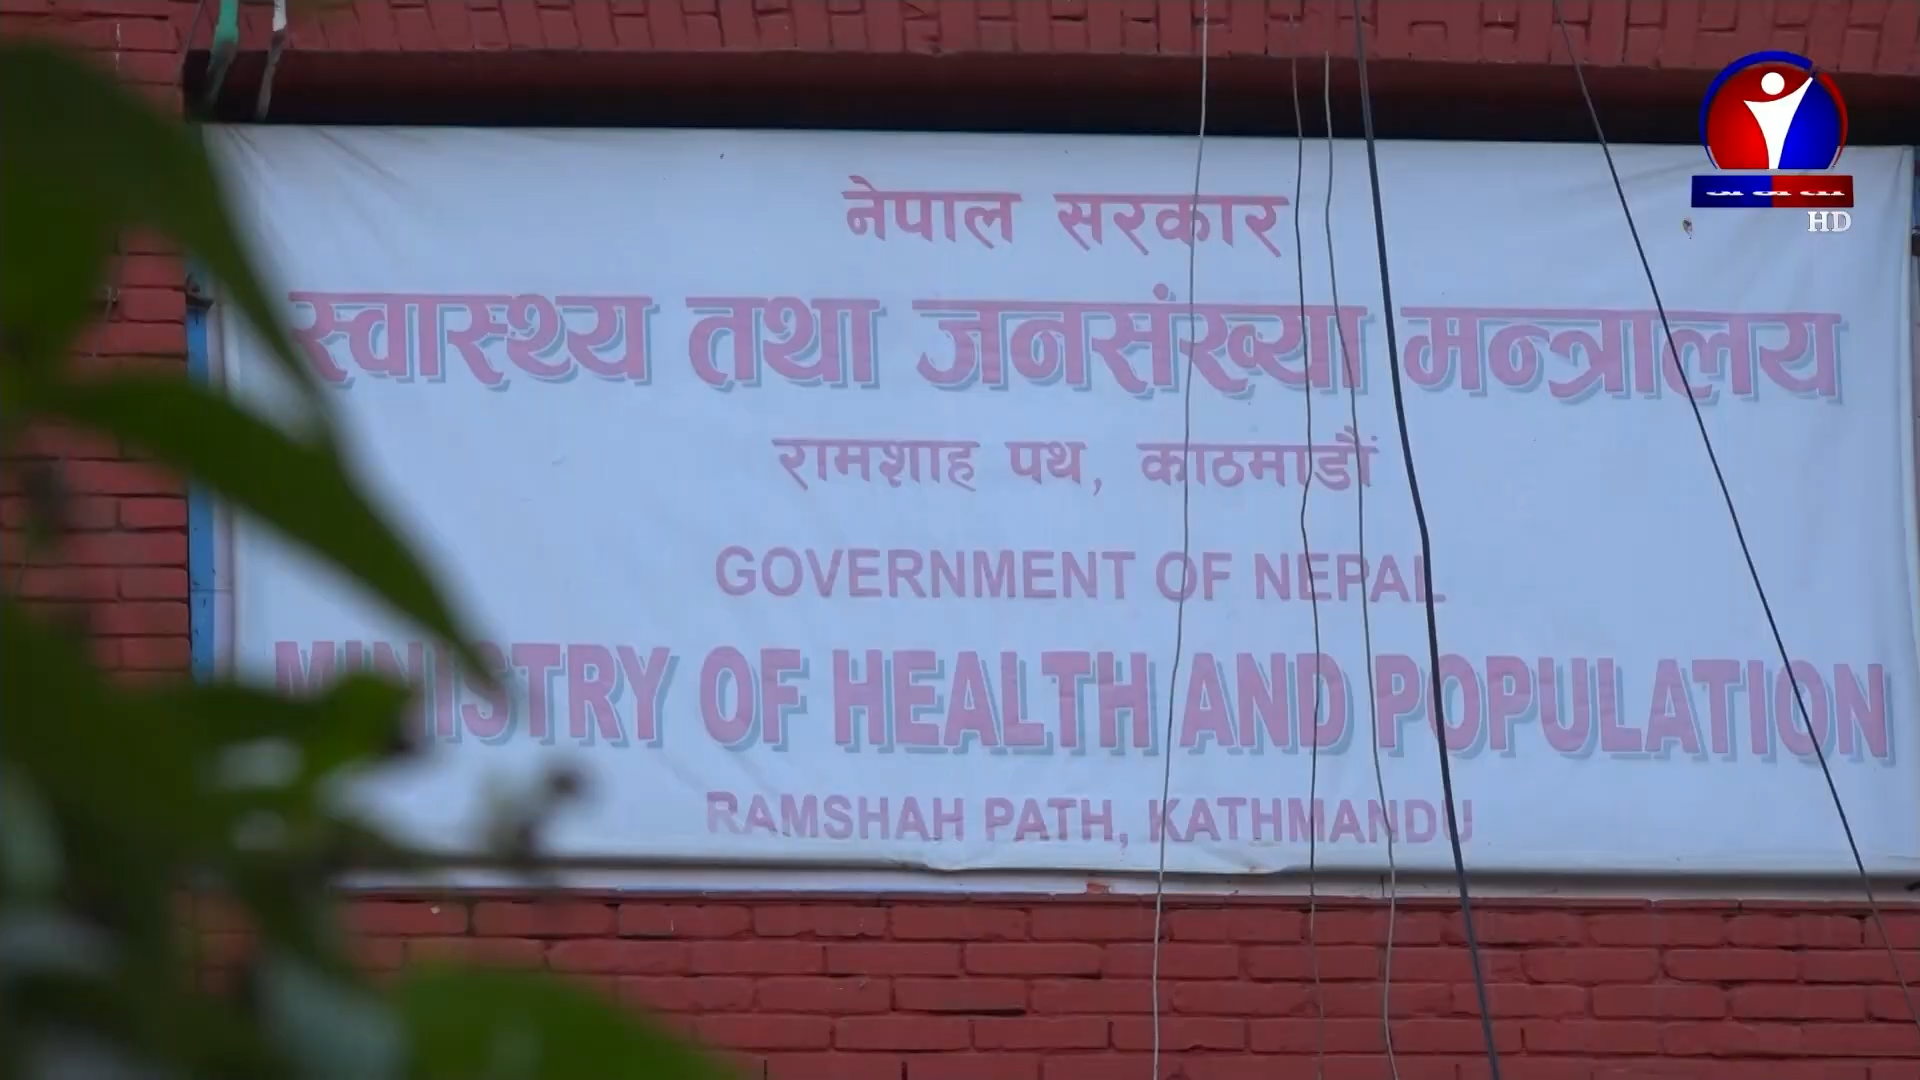 नेपाल सरकार
स्वास्थ्य तथा जनसंख्या मन्त्रालय
रामशाह पथ, काठमाडौं
GOVERNMENT OF NEPAL
MINISTRY OF HEALTH AND POPULATION
RAMSHAH PATH, KATHMANDU
HD